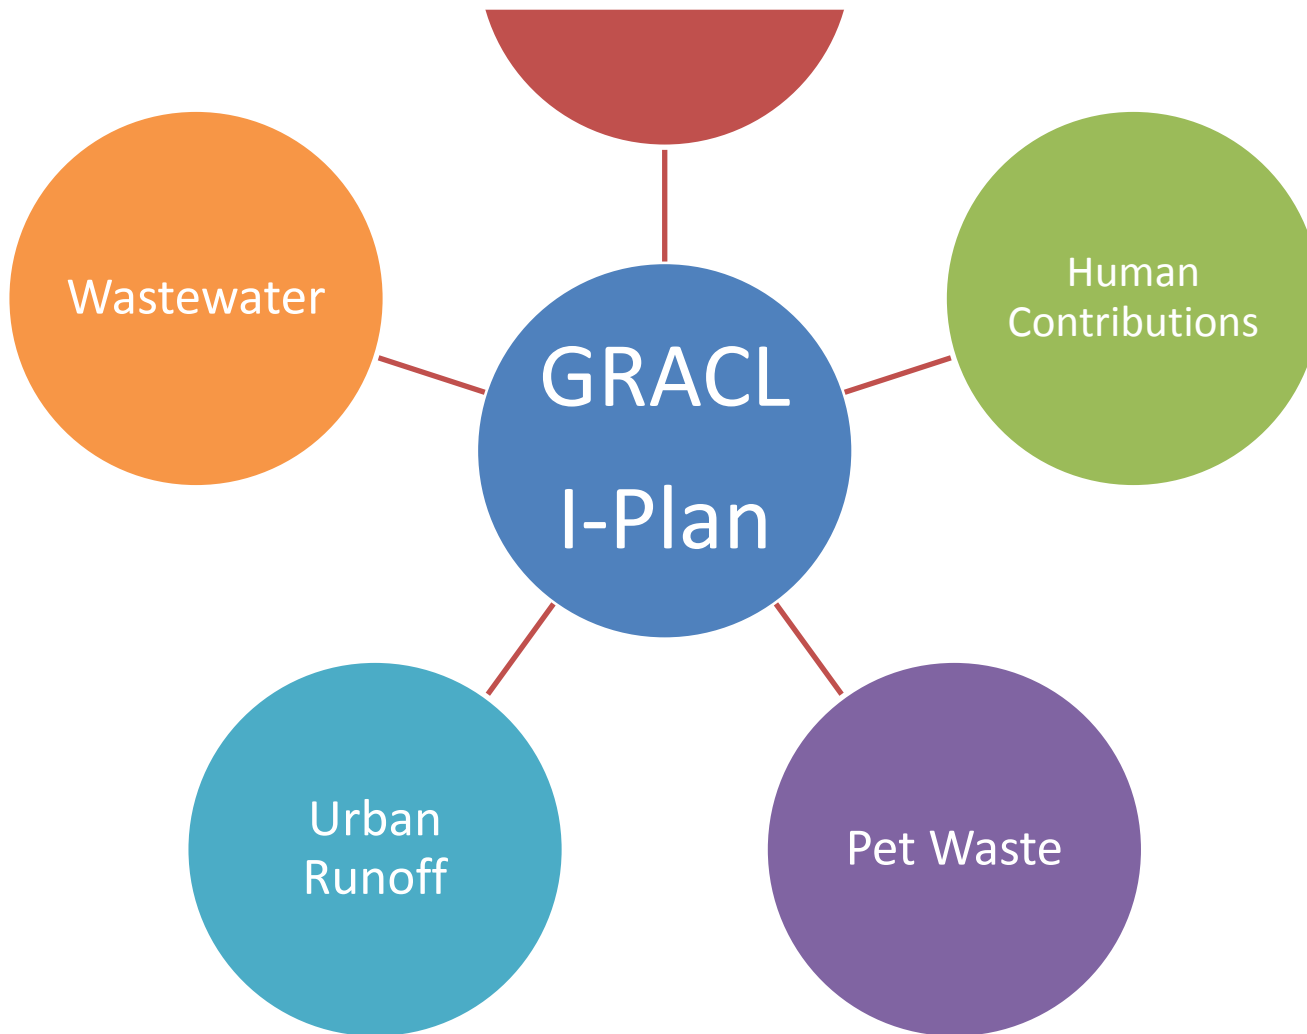 Wastewater
Human
Contributions
GRACL
I-Plan
Urban
Runoff
Pet Waste